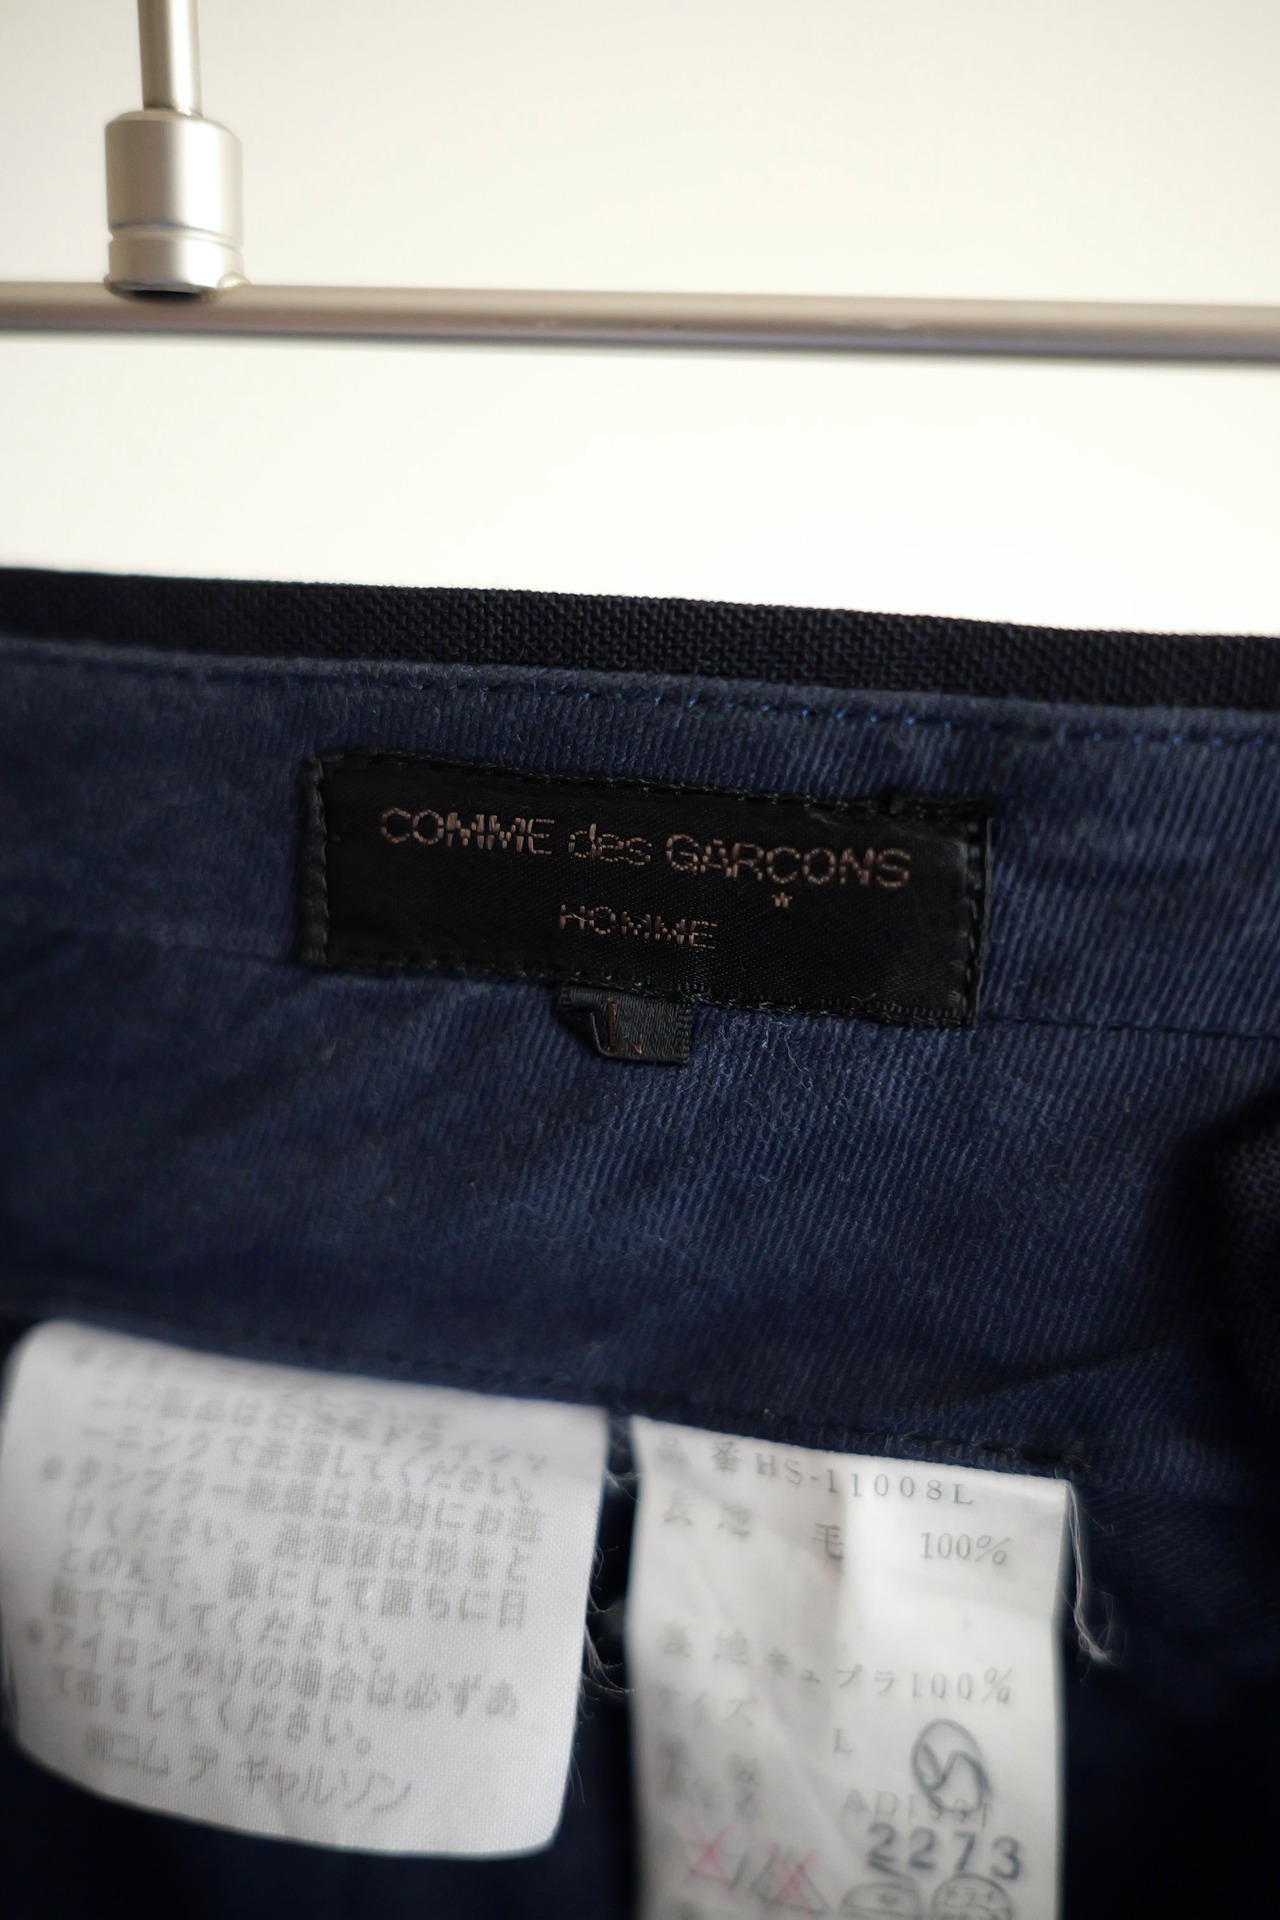 COMME des GARCONS
*
HOMME
L
この製品は石油系ドライクリ
ーニングで洗濯してください。
*タンブラー乾燥は絶対にお避
けください。洗濯後は形をと
とのえて、裏にして直ちに日
陰で干してください。
*アイロンかけの場合は必ずあ
て布をしてください。
㈱コム デ ギャルソン
品番 HS-11008L
表地 毛 100%
裏地 キュプラ 100%
サイズ L
AD1991
2273